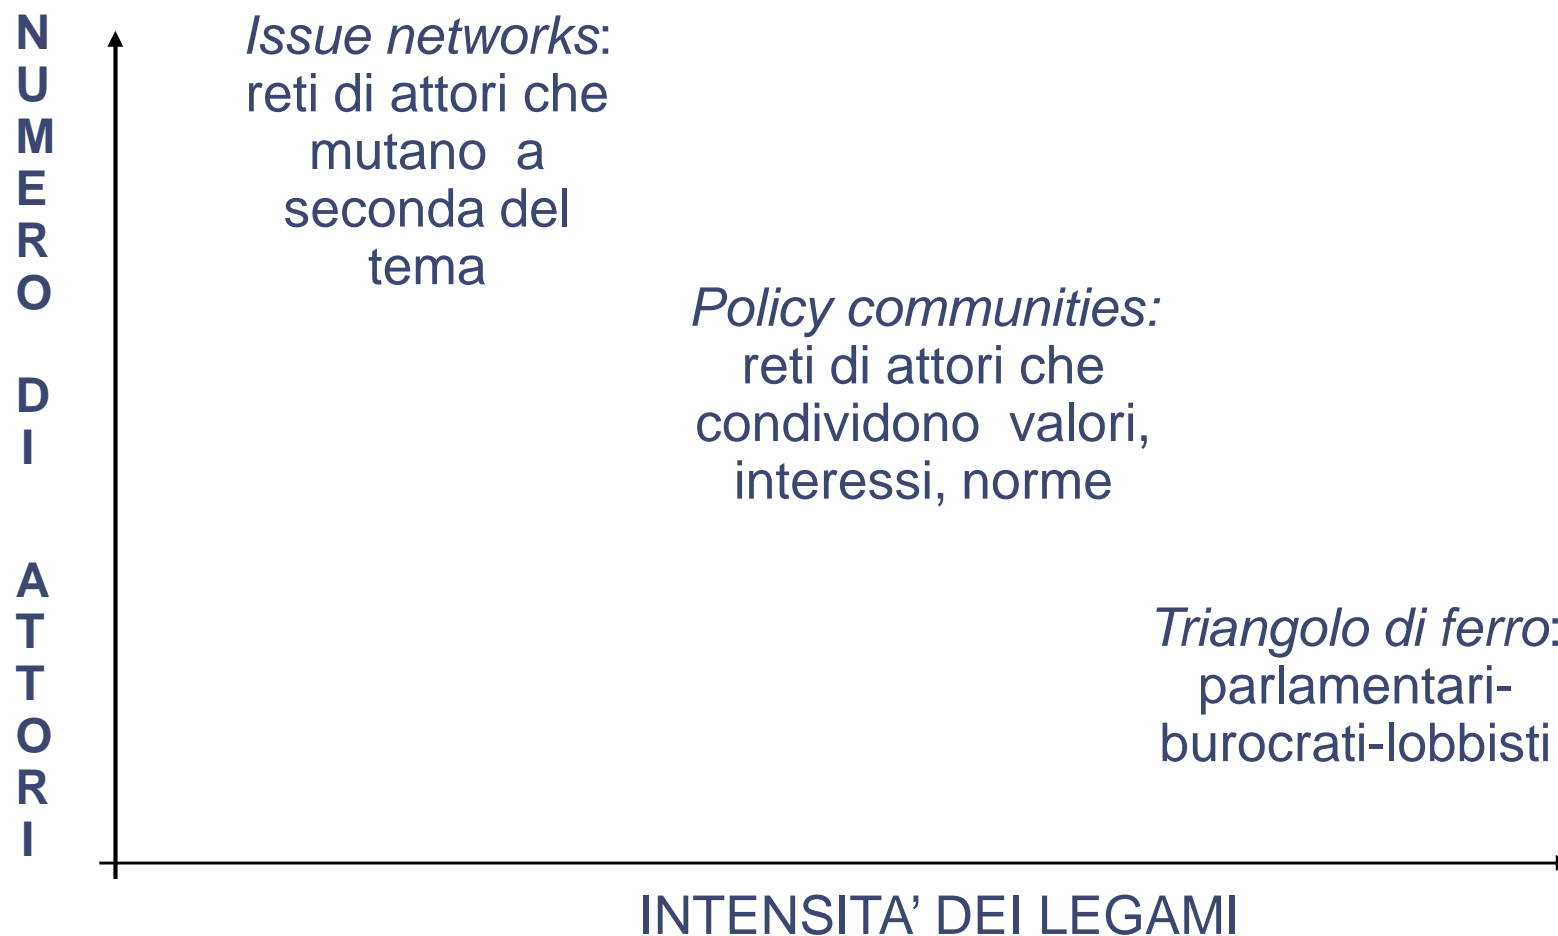 NUMERO DI ATTORI
Issue networks:
reti di attori che
mutano a
seconda del
tema
Policy communities:
reti di attori che
condividono valori,
interessi, norme
Triangolo di ferro:
parlamentari-
burocrati-lobbisti
INTENSITA’ DEI LEGAMI